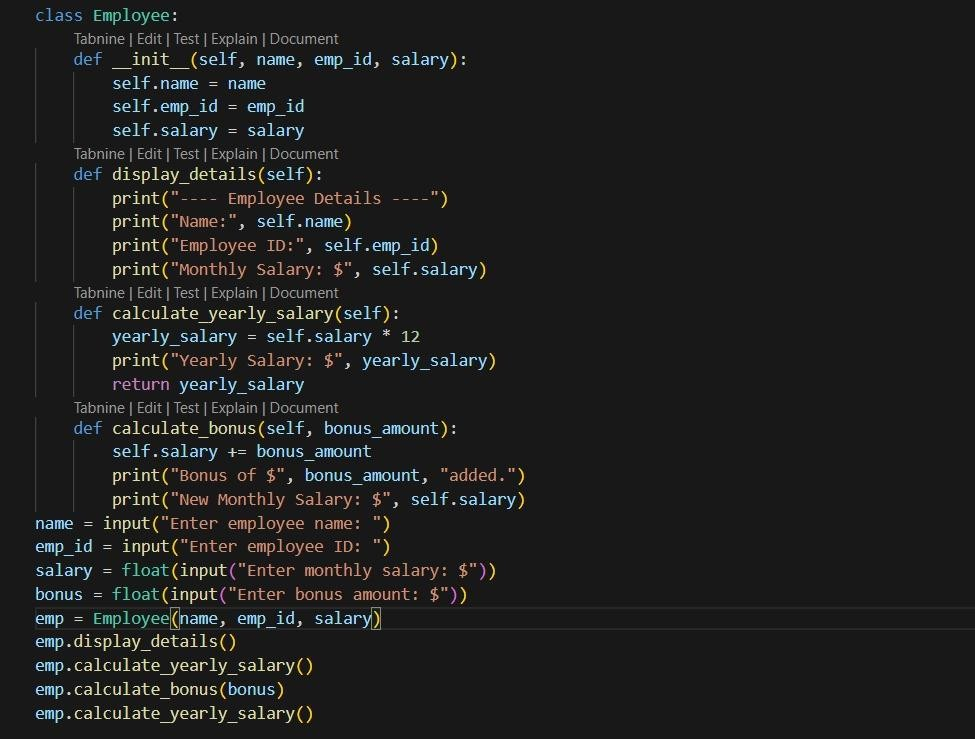 class Employee:
Tabnine | Edit | Test | Explain | Document
    def __init__(self, name, emp_id, salary):
        self.name = name
        self.emp_id = emp_id
        self.salary = salary
Tabnine | Edit | Test | Explain | Document
    def display_details(self):
        print("---- Employee Details ----")
        print("Name:", self.name)
        print("Employee ID:", self.emp_id)
        print("Monthly Salary: $", self.salary)
Tabnine | Edit | Test | Explain | Document
    def calculate_yearly_salary(self):
        yearly_salary = self.salary * 12
        print("Yearly Salary: $", yearly_salary)
        return yearly_salary
Tabnine | Edit | Test | Explain | Document
    def calculate_bonus(self, bonus_amount):
        self.salary += bonus_amount
        print("Bonus of $", bonus_amount, "added.")
        print("New Monthly Salary: $", self.salary)
name = input("Enter employee name: ")
emp_id = input("Enter employee ID: ")
salary = float(input("Enter monthly salary: $"))
bonus = float(input("Enter bonus amount: $"))
emp = Employee(name, emp_id, salary)
emp.display_details()
emp.calculate_yearly_salary()
emp.calculate_bonus(bonus)
emp.calculate_yearly_salary()